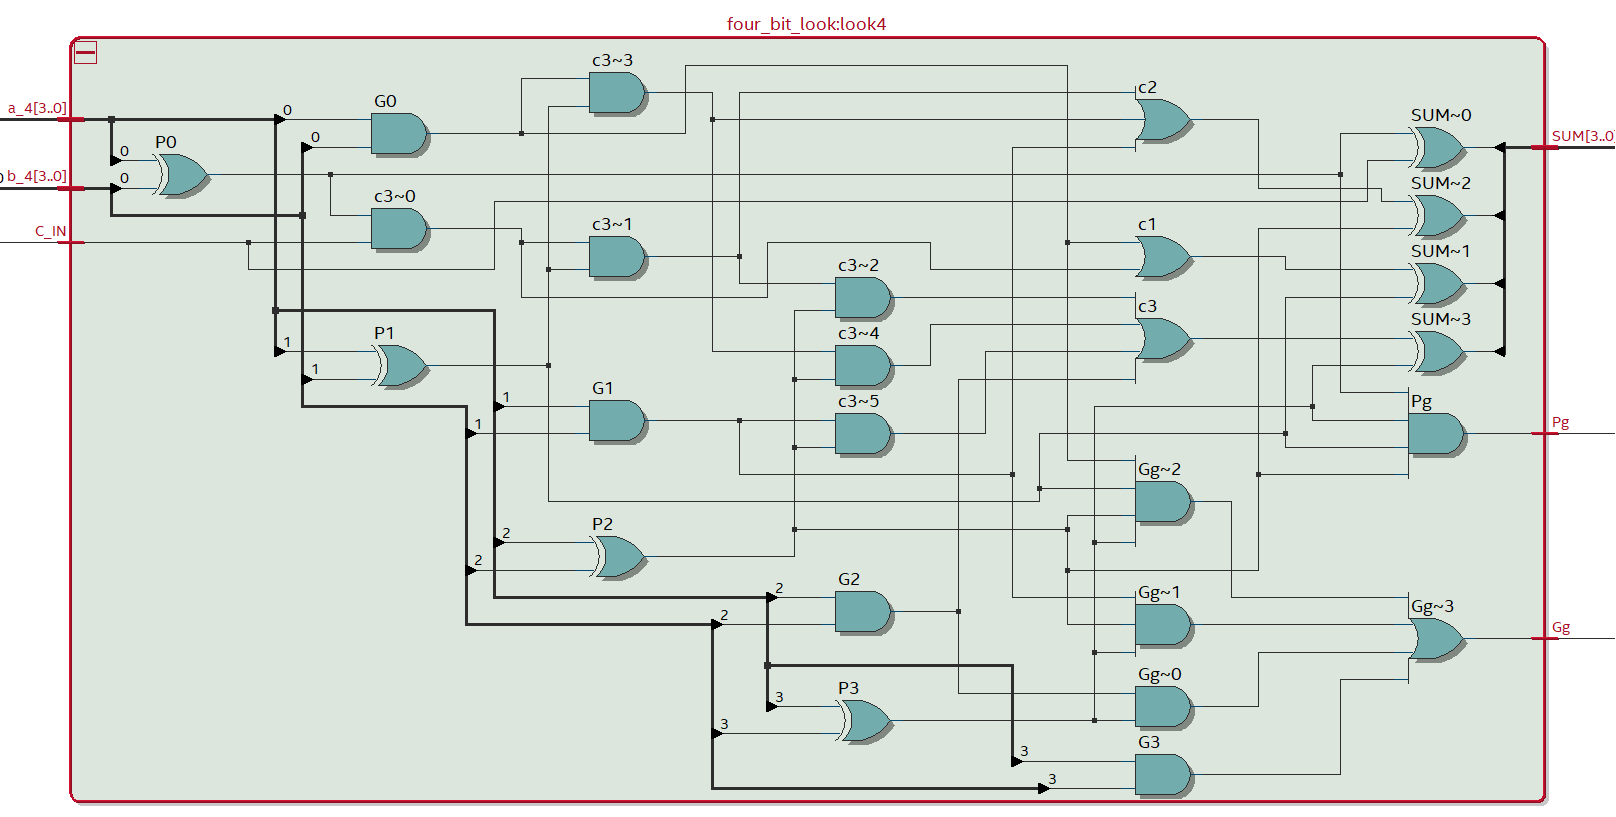 four_bit_look:look4
c3~3
c2
G0
a_4[3..0]
0
SUM~0
0
SUM[3..0]
P0
0
0 b_4[3..0]
0
SUM~2
c3~0
C_IN
c3~1
c1
SUM~1
c3~2
c3
SUM~3
P1
c3~4
1
1
G1
1
c3~5
Pg
Pg
1
Gg~2
P2
2
2
G2
2
Gg~1
2
Gg~3
Gg
P3
Gg~0
3
3
G3
3
3